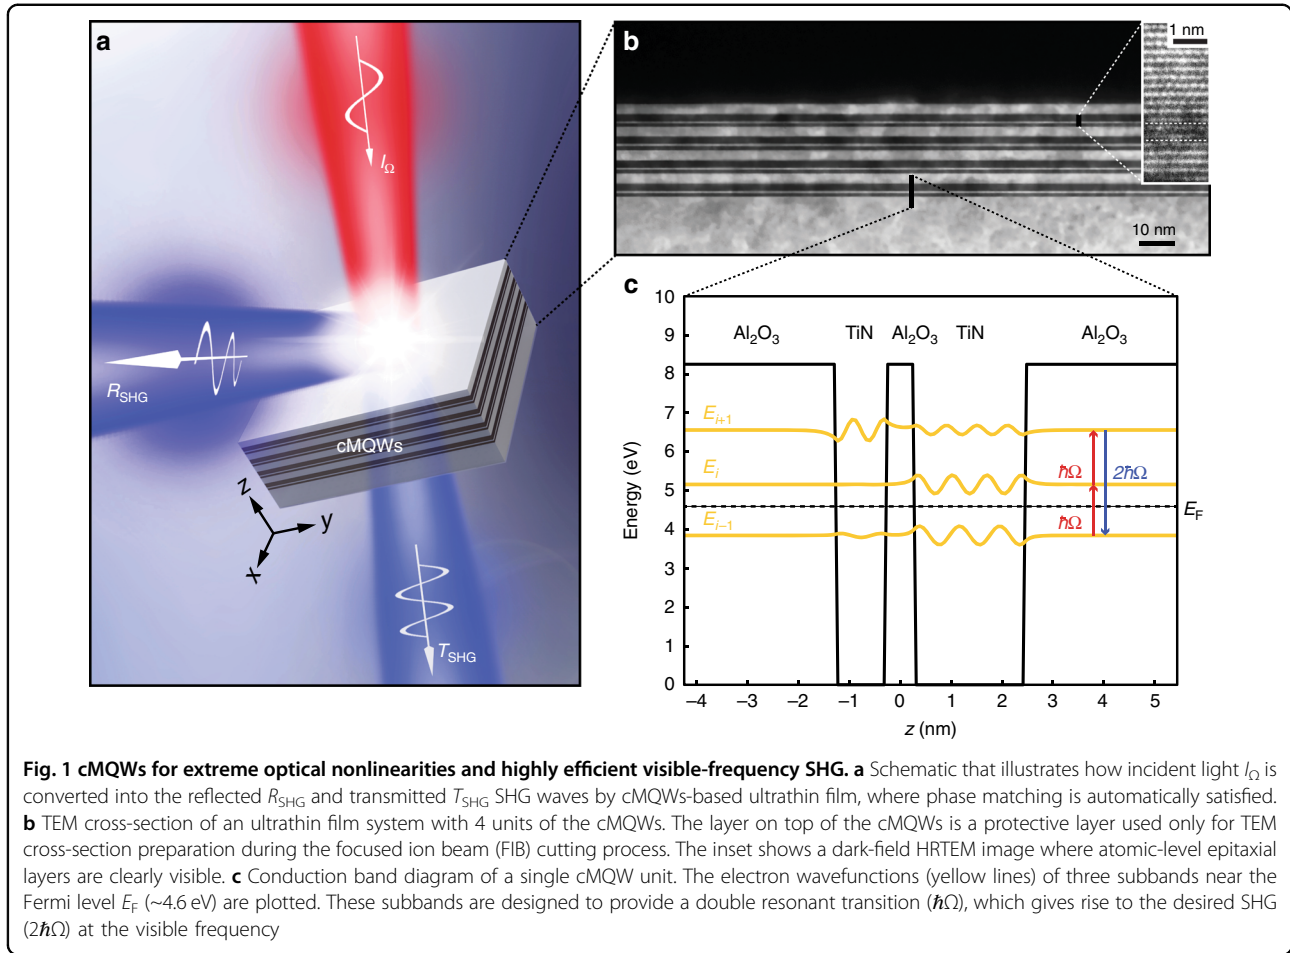 a
I_Ω
R_SHG
cMQWs
z
y
x
T_SHG
b
1 nm
10 nm
c
10
9
8
7
6
5
4
3
2
1
0
Energy (eV)
Al₂O₃
TiN
Al₂O₃
TiN
Al₂O₃
E_{i+1}
E_i
E_{i–1}
ℏΩ
2ℏΩ
ℏΩ
E_F
–4
–3
–2
–1
0
1
2
3
4
5
z (nm)
Fig. 1 cMQWs for extreme optical nonlinearities and highly efficient visible-frequency SHG. a Schematic that illustrates how incident light I_Ω is
converted into the reflected R_SHG and transmitted T_SHG SHG waves by cMQWs-based ultrathin film, where phase matching is automatically satisfied.
b TEM cross-section of an ultrathin film system with 4 units of the cMQWs. The layer on top of the cMQWs is a protective layer used only for TEM
cross-section preparation during the focused ion beam (FIB) cutting process. The inset shows a dark-field HRTEM image where atomic-level epitaxial
layers are clearly visible. c Conduction band diagram of a single cMQW unit. The electron wavefunctions (yellow lines) of three subbands near the
Fermi level E_F (~4.6 eV) are plotted. These subbands are designed to provide a double resonant transition (ℏΩ), which gives rise to the desired SHG
(2ℏΩ) at the visible frequency